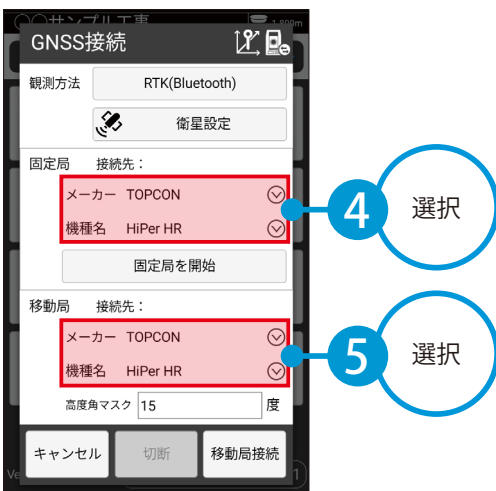 〇〇サンプル工事 1.800m
GNSS接続
観測方法 RTK(Bluetooth)
衛星設定
固定局 接続先：
メーカー TOPCON
機種名 HiPer HR
4 選択
固定局を開始
移動局 接続先：
メーカー TOPCON
機種名 HiPer HR
5 選択
高度角マスク 15 度
キャンセル 切断 移動局接続